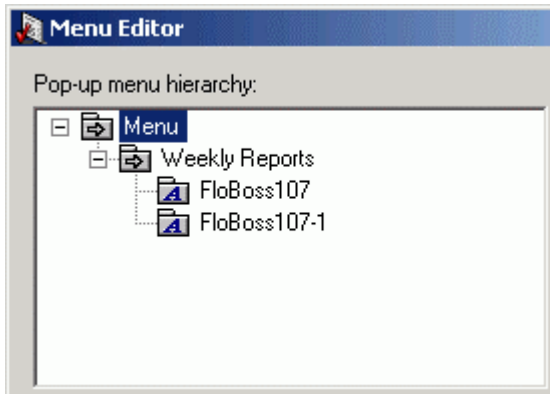 Menu Editor
Pop-up menu hierarchy:
Menu
Weekly Reports
FloBoss107
FloBoss107-1